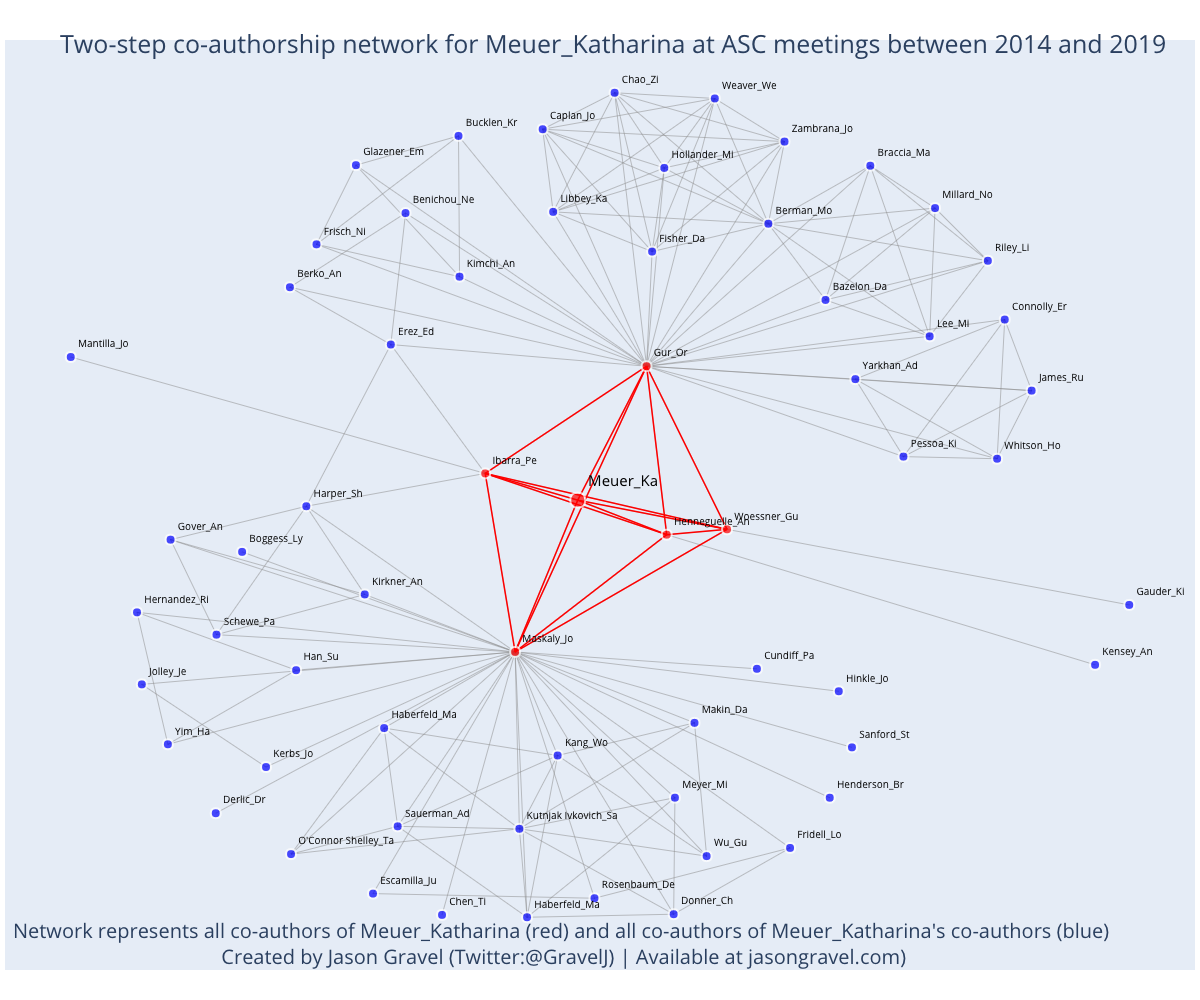 Two-step co-authorship network for Meuer_Katharina at ASC meetings between 2014 and 2019
Chao_Zi
Weaver_We
Caplan_Jo
Bucklen_Kr
Zambrana_Jo
Glazener_Em
Hollander_Mi
Braccia_Ma
Millard_No
Libbey_Ka
Benichou_Ne
Berman_Mo
Frisch_Ni
Fisher_Da
Riley_Li
Kimchi_An
Berko_An
Bazelon_Da
Connolly_Er
Lee_Mi
Erez_Ed
Mantilla_Jo
Gur_Or
Yarkhan_Ad
James_Ru
Pessoa_Ki
Whitson_Ho
Ibarra_Pe
Meuer_Ka
Harper_Sh
Woessner_Gu
Henneguelle_An
Gover_An
Boggess_Ly
Kirkner_An
Gauder_Ki
Hernandez_Ri
Schewe_Pa
Maskaly_Jo
Kensey_An
Han_Su
Cundiff_Pa
Jolley_Je
Hinkle_Jo
Makin_Da
Haberfeld_Ma
Yim_Ha
Kang_Wo
Sanford_St
Kerbs_Jo
Meyer_Mi
Henderson_Br
Derlic_Dr
Sauerman_Ad
Kutnjak Ivkovich_Sa
Fridell_Lo
O'Connor Shelley_Ta
Wu_Gu
Escamilla_Ju
Rosenbaum_De
Chen_Ti
Haberfeld_Ma
Donner_Ch
Network represents all co-authors of Meuer_Katharina (red) and all co-authors of Meuer_Katharina's co-authors (blue)
Created by Jason Gravel (Twitter:@GravelJ) | Available at jasongravel.com)